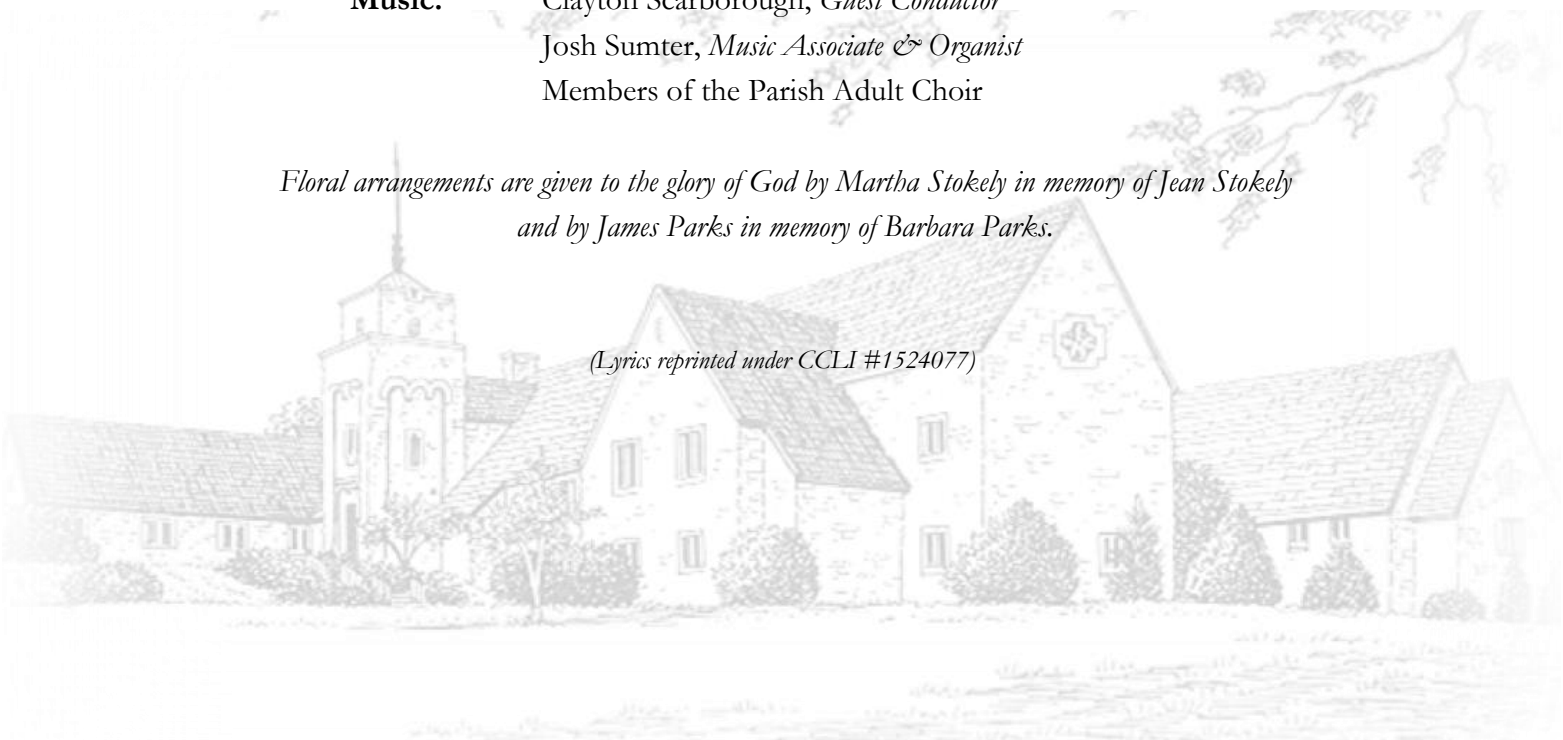 Music: Clayton Scarborough, Guest Conductor
Josh Sumter, Music Associate & Organist
Members of the Parish Adult Choir
Floral arrangements are given to the glory of God by Martha Stokely in memory of Jean Stokely
and by James Parks in memory of Barbara Parks.
(Lyrics reprinted under CCLI #1524077)